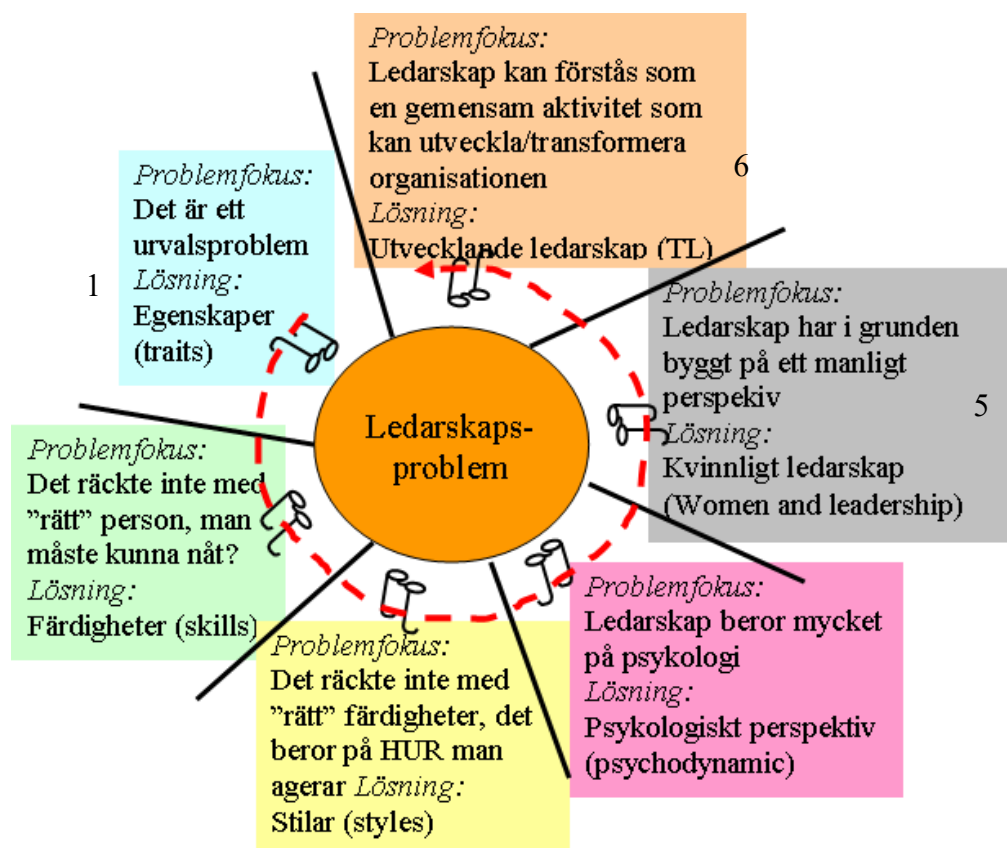 Problemfokus:
Ledarskap kan förstås som
en gemensam aktivitet som
kan utveckla/transformera
organisationen
Lösning:
Utvecklande ledarskap (TL)
6
Problemfokus:
Det är ett
urvalsproblem
Lösning:
Egenskaper
(traits)
1
Problemfokus:
Ledarskap har i grunden
byggt på ett manligt
perspekiv
Lösning:
Kvinnligt ledarskap
(Women and leadership)
5
Ledarskaps-
problem
Problemfokus:
Det räckte inte med
”rätt” person, man
måste kunna nåt?
Lösning:
Färdigheter (skills)
Problemfokus:
Det räckte inte med
”rätt” färdigheter, det
beror på HUR man
agerar Lösning:
Stilar (styles)
Problemfokus:
Ledarskap beror mycket
på psykologi
Lösning:
Psykologiskt perspektiv
(psychodynamic)